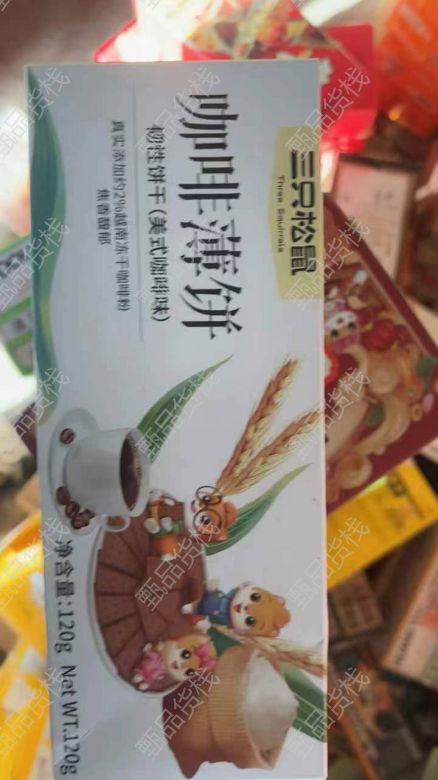 三只松鼠
Three Squirrels
咖啡薄饼
韧性饼干(美式咖啡味)
真实添加约2%越南冻干咖啡粉
焦香馥郁
净含量:120g Net WT.120g
甄品货栈